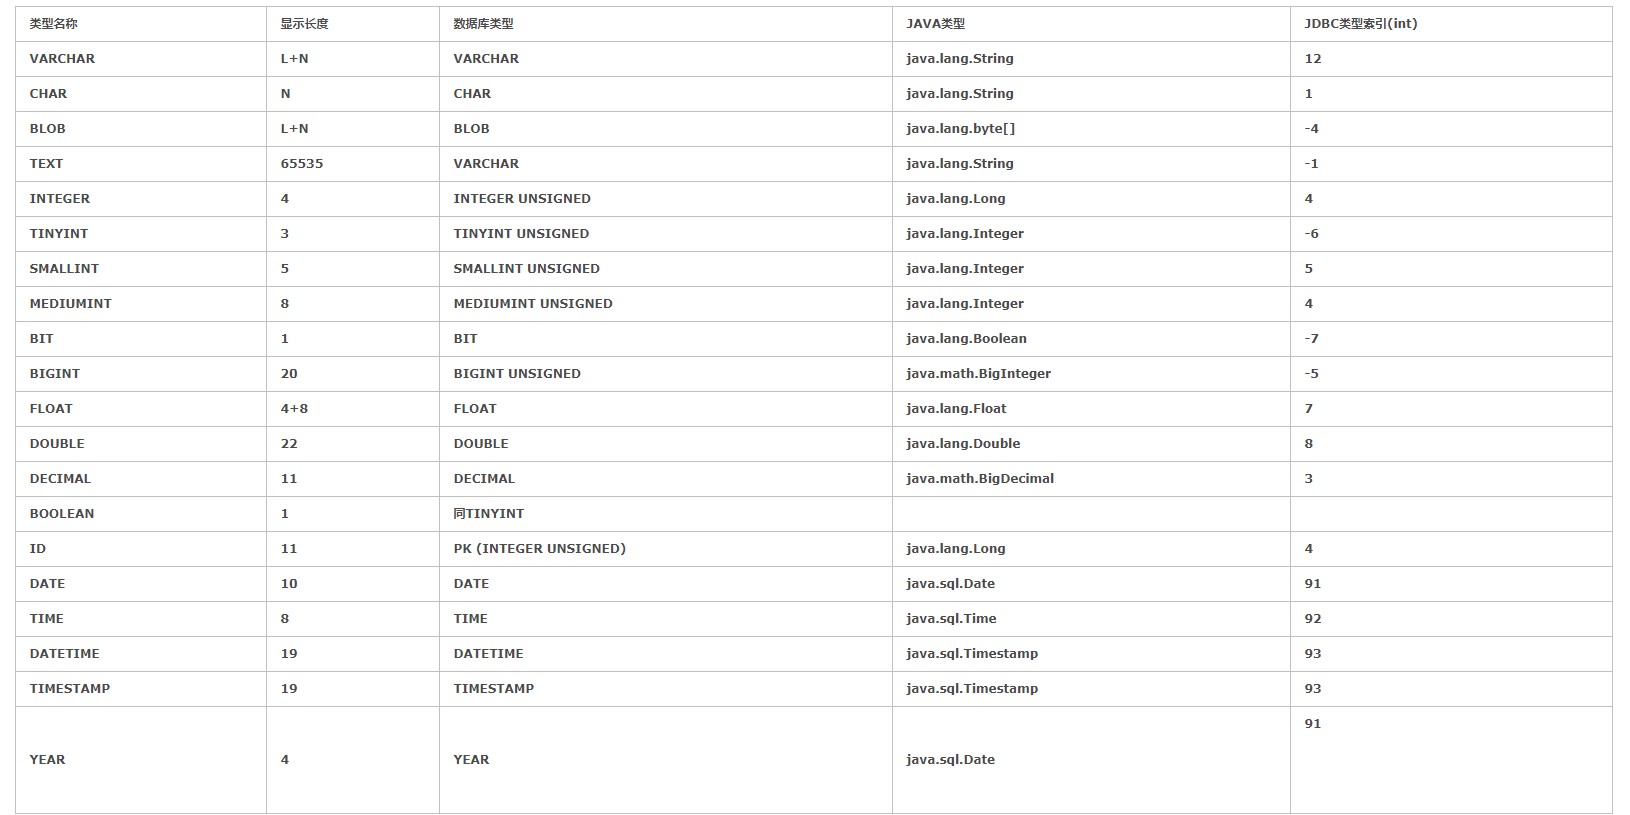 类型名称 显示长度 数据库类型 JAVA类型 JDBC类型索引(int)
VARCHAR L+N VARCHAR java.lang.String 12
CHAR N CHAR java.lang.String 1
BLOB L+N BLOB java.lang.byte[] -4
TEXT 65535 VARCHAR java.lang.String -1
INTEGER 4 INTEGER UNSIGNED java.lang.Long 4
TINYINT 3 TINYINT UNSIGNED java.lang.Integer -6
SMALLINT 5 SMALLINT UNSIGNED java.lang.Integer 5
MEDIUMINT 8 MEDIUMINT UNSIGNED java.lang.Integer 4
BIT 1 BIT java.lang.Boolean -7
BIGINT 20 BIGINT UNSIGNED java.math.BigInteger -5
FLOAT 4+8 FLOAT java.lang.Float 7
DOUBLE 22 DOUBLE java.lang.Double 8
DECIMAL 11 DECIMAL java.math.BigDecimal 3
BOOLEAN 1 同TINYINT
ID 11 PK (INTEGER UNSIGNED) java.lang.Long 4
DATE 10 DATE java.sql.Date 91
TIME 8 TIME java.sql.Time 92
DATETIME 19 DATETIME java.sql.Timestamp 93
TIMESTAMP 19 TIMESTAMP java.sql.Timestamp 93
YEAR 4 YEAR java.sql.Date 91